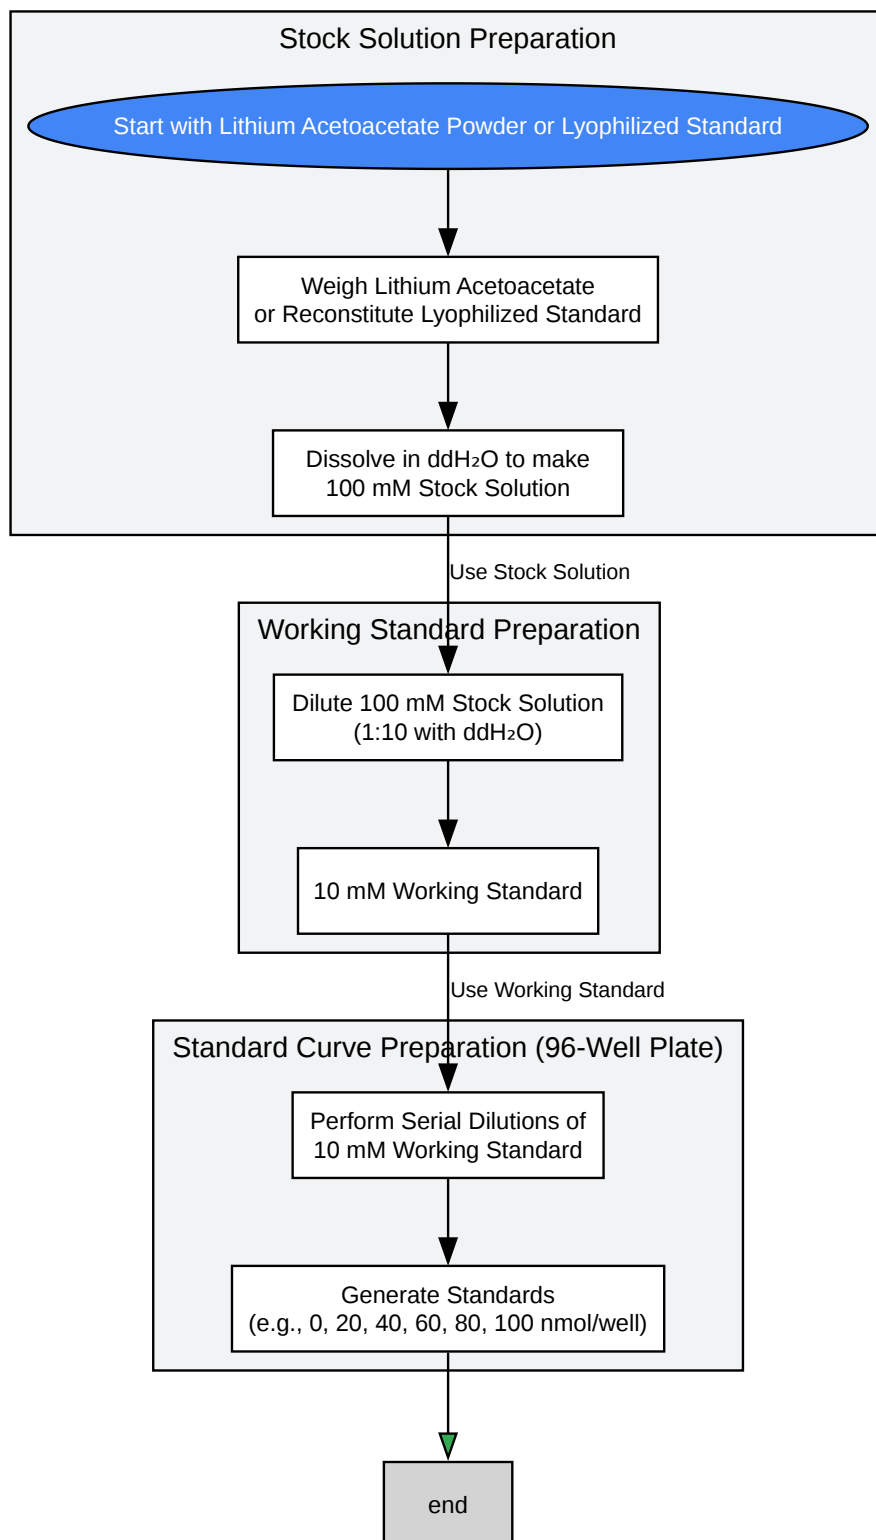 Stock Solution Preparation
Start with Lithium Acetoacetate Powder or Lyophilized Standard
Weigh Lithium Acetoacetate
or Reconstitute Lyophilized Standard
Dissolve in ddH₂O to make
100 mM Stock Solution
Use Stock Solution
Working Standard Preparation
Dilute 100 mM Stock Solution
(1:10 with ddH₂O)
10 mM Working Standard
Use Working Standard
Standard Curve Preparation (96-Well Plate)
Perform Serial Dilutions of
10 mM Working Standard
Generate Standards
(e.g., 0, 20, 40, 60, 80, 100 nmol/well)
end